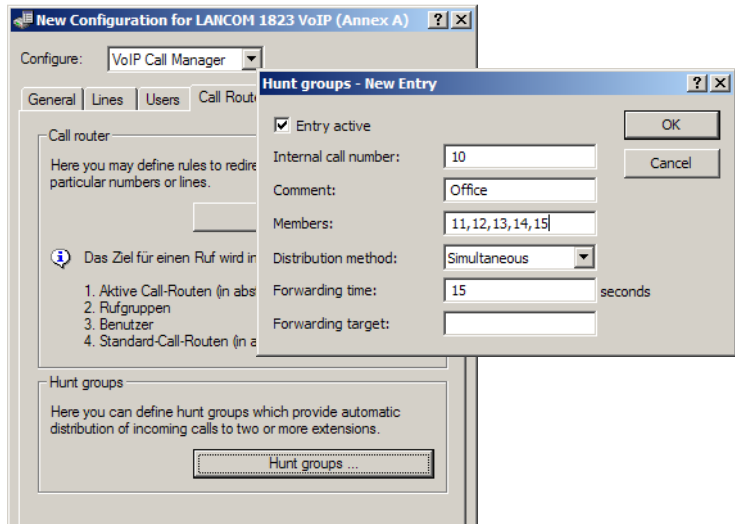 New Configuration for LANCOM 1823 VoIP (Annex A)
Configure: VoIP Call Manager
General Lines Users Call
Call router
Here you may define rules to
particular numbers or lines.
Das Ziel für einen Ruf wird
1. Aktive Call-Routen (in
2. Rufgruppen
3. Benutzer
4. Standard-Call-Routen (in
Hunt groups
Here you can define hunt groups which provide automatic
distribution of incoming calls to two or more extensions.
Hunt groups ...
Hunt groups - New Entry
Entry active
OK
Internal call number: 10
Cancel
Comment: Office
Members: 11,12,13,14,15
Distribution method: Simultaneous
Forwarding time: 15 seconds
Forwarding target: